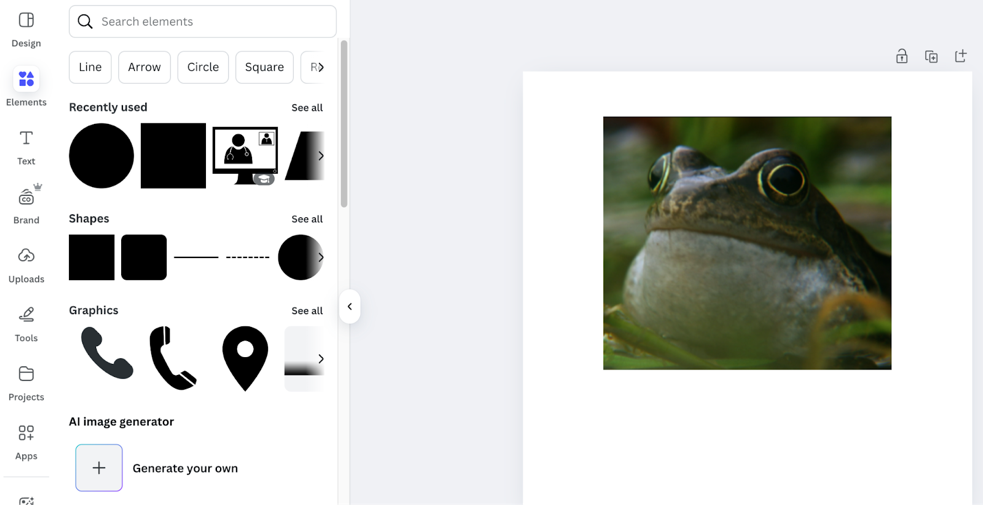 Design
Elements
Text
Brand
Uploads
Tools
Projects
Apps
Search elements
Line
Arrow
Circle
Square
Recently used
See all
Shapes
See all
Graphics
See all
AI image generator
Generate your own